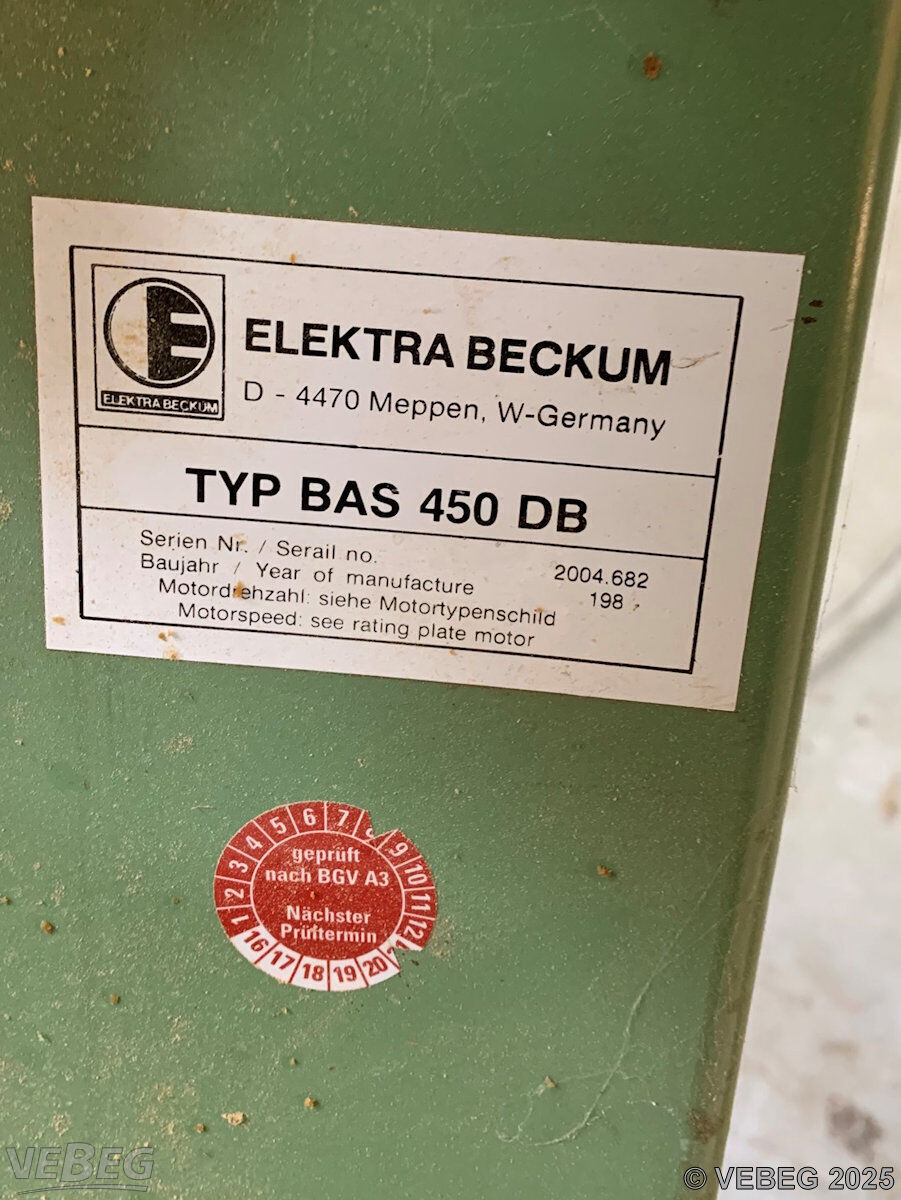 ELEKTRA BECKUM
ELEKTRA BECKUM
D - 4470 Meppen, W-Germany
TYP BAS 450 DB
Serien Nr. / Serail no. 2004.682
Baujahr / Year of manufacture 198
Motordrehzahl: siehe Motortypenschild
Motorspeed: see rating plate motor
1 2 3 4 5 6 7 8 9 10 11 12
geprüft
nach BGV A3
Nächster
Prüftermin
16 17 18 19 20
VEBEG
© VEBEG 2025